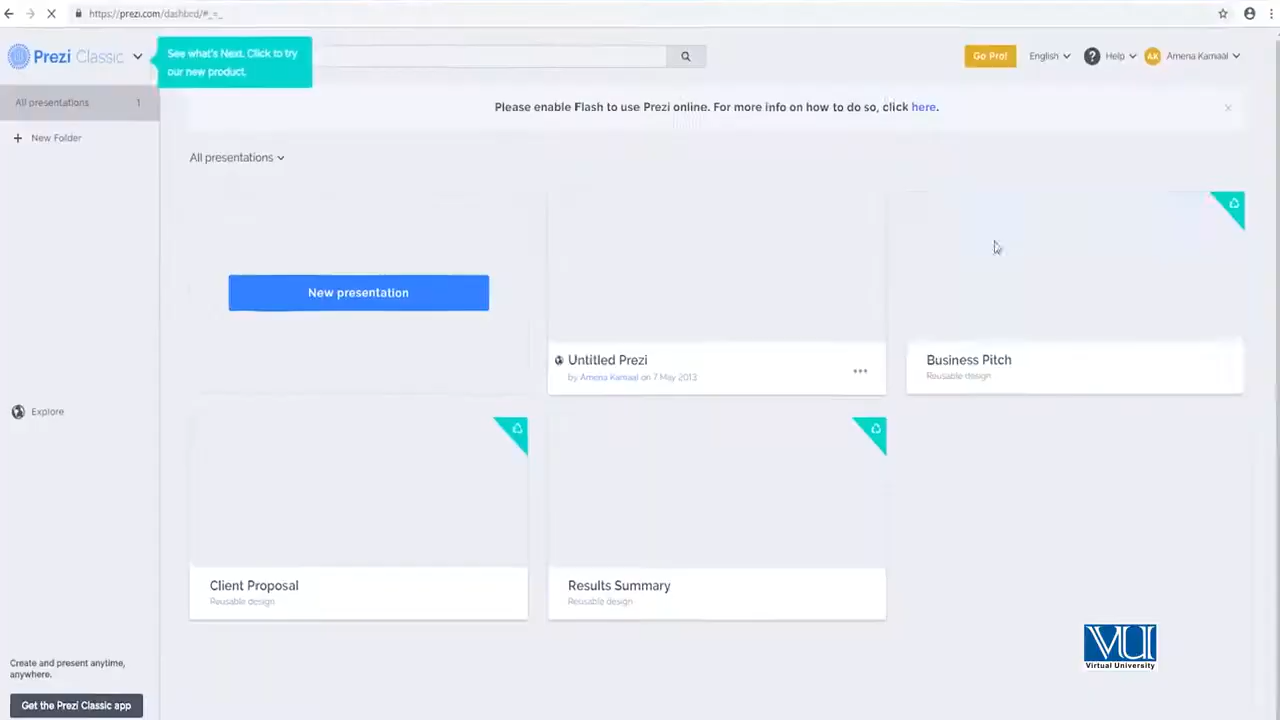 https://prezi.com/dashbrd/#_=_
Prezi Classic
See what's Next. Click to try
our new product.
Go Pro!
English
? Help
AK
Amena Kamaal
All presentations 1
Please enable Flash to use Prezi online. For more info on how to do so, click here.
+ New Folder
All presentations
New presentation
Untitled Prezi
by Amena Kamaal on 7 May 2013
Business Pitch
Reusable design
Explore
Client Proposal
Reusable design
Results Summary
Reusable design
VU
Virtual University
Create and present anytime,
anywhere.
Get the Prezi Classic app